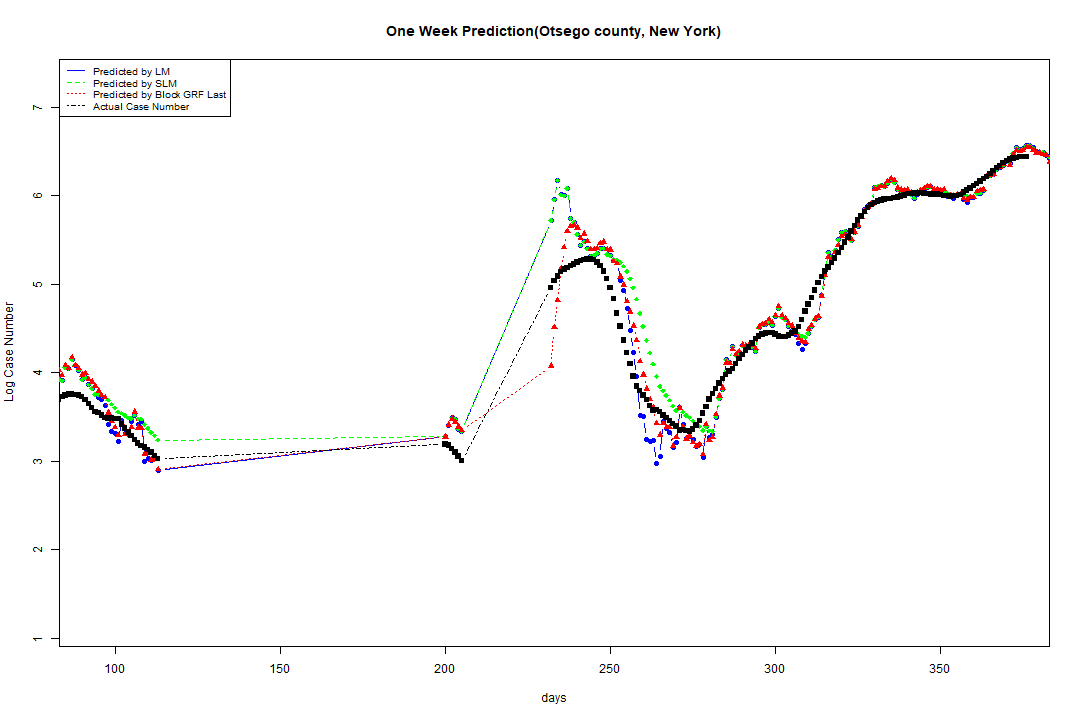 One Week Prediction(Otsego county, New York)
Predicted by LM
Predicted by SLM
Predicted by Block GRF Last
Actual Case Number
7
6
5
4
3
2
1
Log Case Number
100 150 200 250 300 350
days